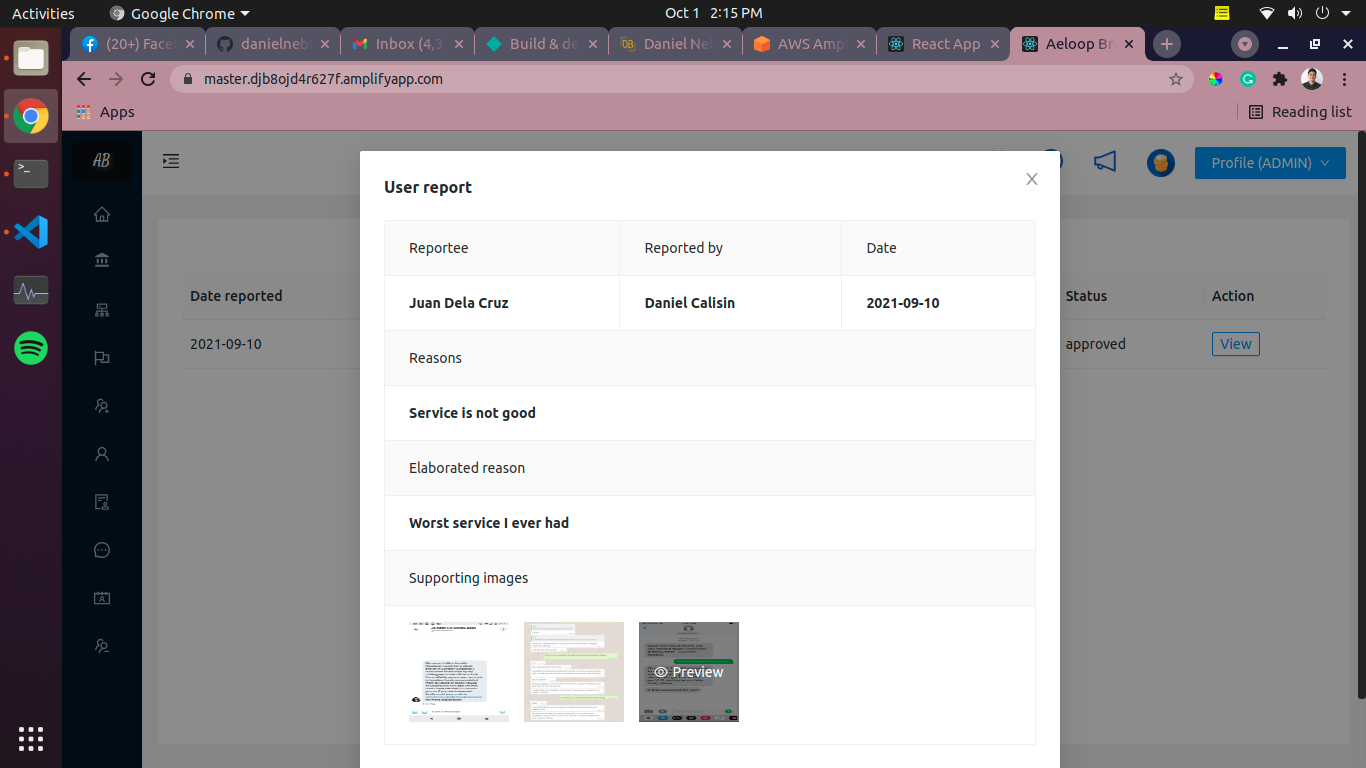 Activities Google Chrome Oct 1 2:15 PM
(20+) Face danielneb Inbox (4,3 Build & de Daniel Nel AWS Amp React App Aeloop Br
master.djb8ojd4r627f.amplifyapp.com
Apps Reading list
AB Profile (ADMIN)
User report
Reportee Reported by Date
Date reported Status Action
Juan Dela Cruz Daniel Calisin 2021-09-10
2021-09-10 approved View
Reasons
Service is not good
Elaborated reason
Worst service I ever had
Supporting images
Preview